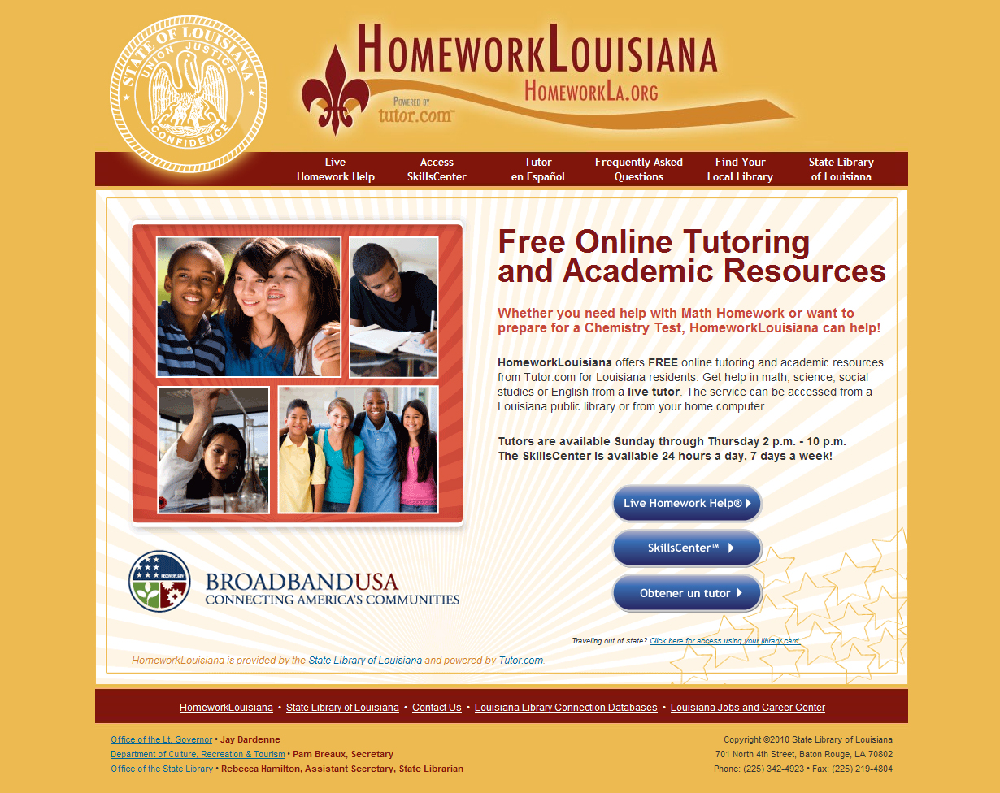 STATE OF LOUISIANA
UNION JUSTICE
CONFIDENCE
HOMEWORKLOUISIANA
HOMEWORKLA.ORG
POWERED BY
tutor.com™
Live
Homework Help
Access
SkillsCenter
Tutor
en Español
Frequently Asked
Questions
Find Your
Local Library
State Library
of Louisiana
Free Online Tutoring
and Academic Resources
Whether you need help with Math Homework or want to
prepare for a Chemistry Test, HomeworkLouisiana can help!
HomeworkLouisiana offers FREE online tutoring and academic resources
from Tutor.com for Louisiana residents. Get help in math, science, social
studies or English from a live tutor. The service can be accessed from a
Louisiana public library or from your home computer.
Tutors are available Sunday through Thursday 2 p.m. - 10 p.m.
The SkillsCenter is available 24 hours a day, 7 days a week!
Live Homework Help®
SkillsCenter™
Obtener un tutor
RECOVERY.GOV
BROADBANDUSA
CONNECTING AMERICA'S COMMUNITIES
Traveling out of state? Click here for access using your library card.
HomeworkLouisiana is provided by the State Library of Louisiana and powered by Tutor.com.
HomeworkLouisiana • State Library of Louisiana • Contact Us • Louisiana Library Connection Databases • Louisiana Jobs and Career Center
Office of the Lt. Governor • Jay Dardenne
Department of Culture, Recreation & Tourism • Pam Breaux, Secretary
Office of the State Library • Rebecca Hamilton, Assistant Secretary, State Librarian
Copyright ©2010 State Library of Louisiana
701 North 4th Street, Baton Rouge, LA 70802
Phone: (225) 342-4923 • Fax: (225) 219-4804